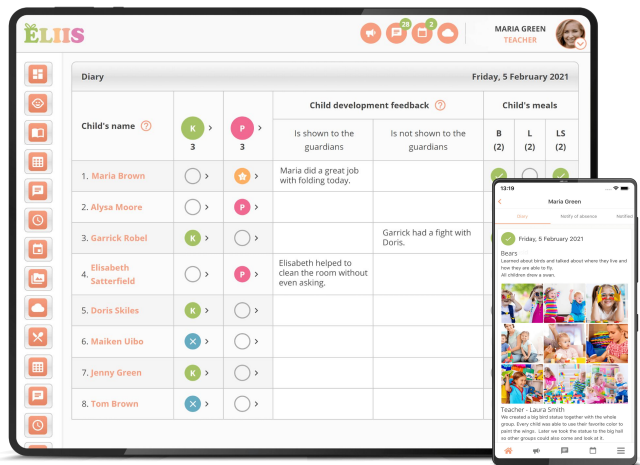 ELIIS
28
2
MARIA GREEN
TEACHER
Diary
Friday, 5 February 2021
Child's name ?
K >
3
P >
3
Child development feedback ?
Child's meals
Is shown to the guardians
Is not shown to the guardians
B
(2)
L
(2)
LS
(2)
1. Maria Brown
Maria did a great job
with folding today.
2. Alysa Moore
P
3. Garrick Robel
K
Garrick had a fight with
Doris.
4. Elisabeth
Satterfield
P
Elisabeth helped to
clean the room without
even asking.
5. Doris Skiles
K
6. Maiken Uibo
7. Jenny Green
K
8. Tom Brown
13:19
Maria Green
Diary
Notify of absence
Notified
Friday, 5 February 2021
Bears
Learned about birds and talked about where they live and
how they are able to fly.
All children drew a swan.
Teacher - Laura Smith
We created a big bird statue together with the whole
group. Every child was able to use their favorite color to
paint the wings. Later we took the statue to the big hall
so other groups could also come and look at it.